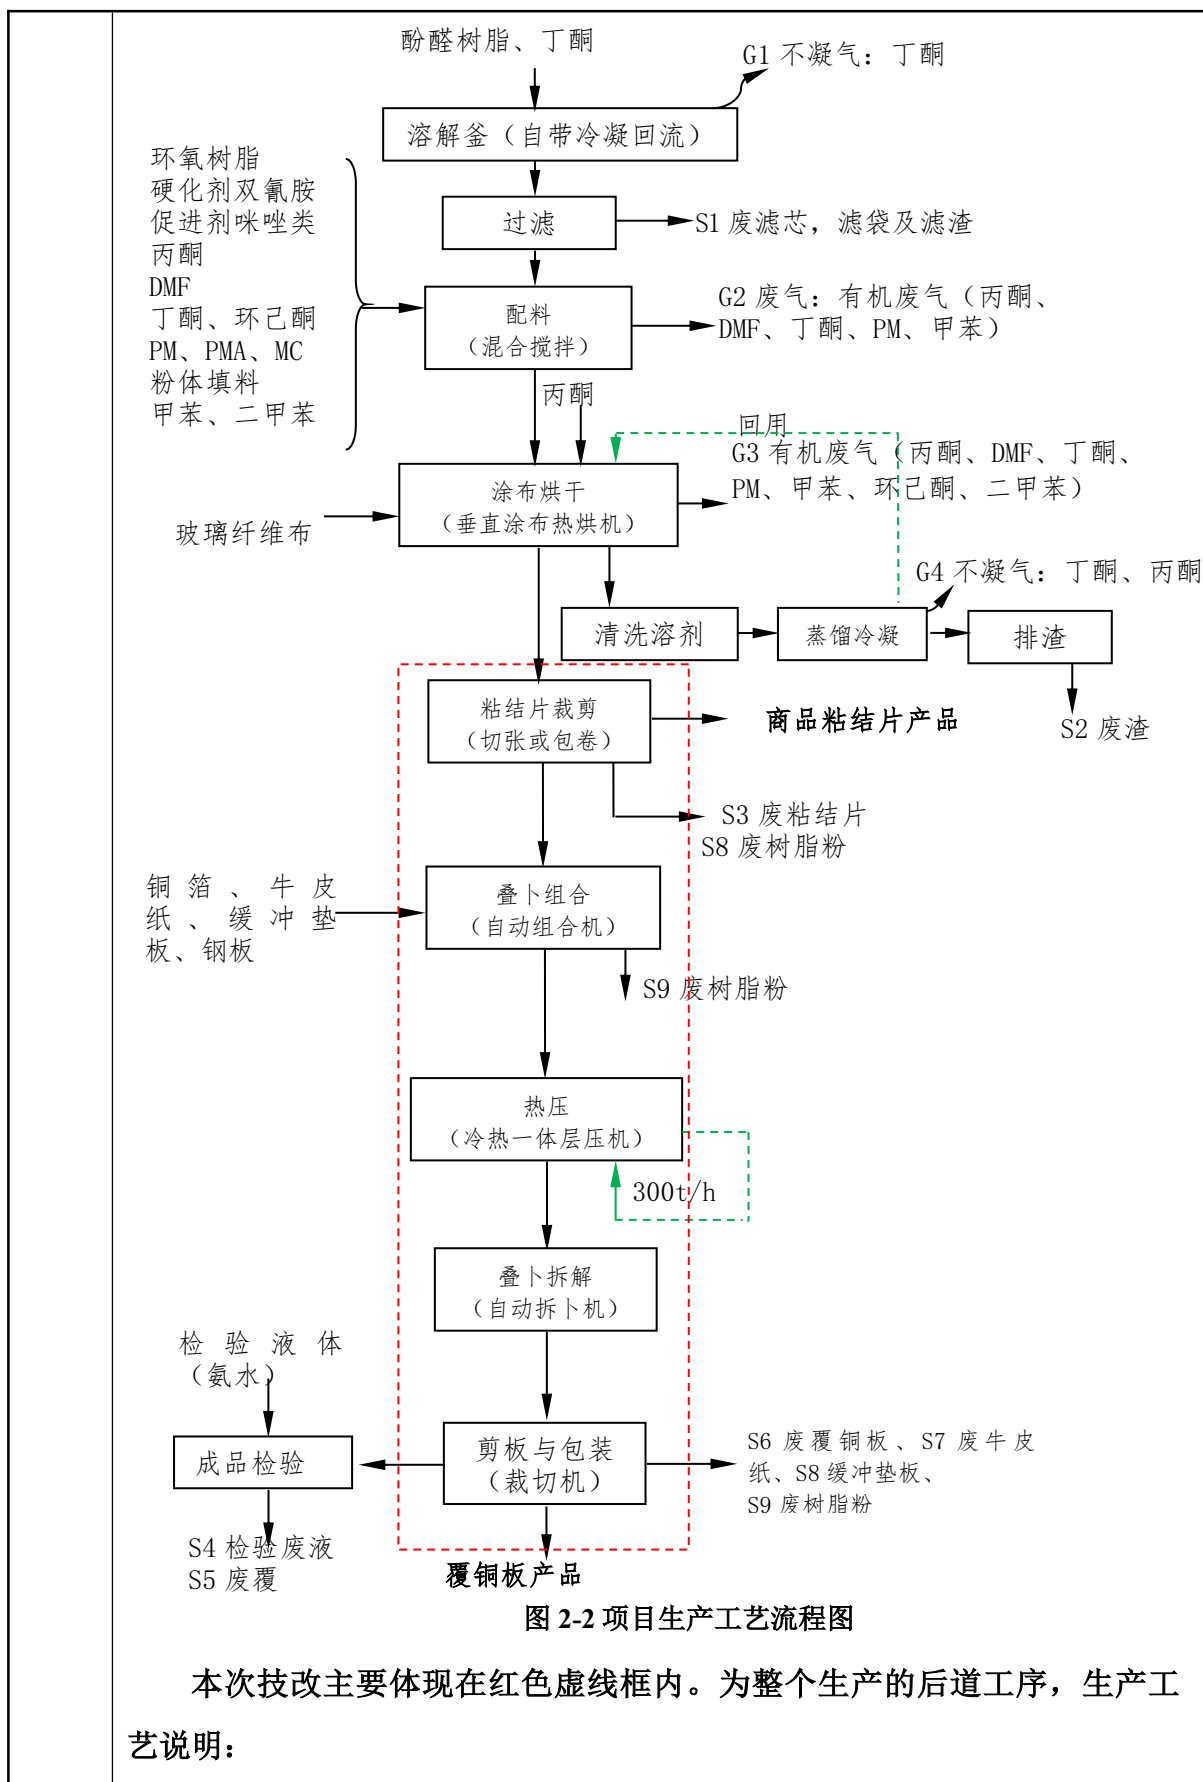 酚醛树脂、丁酮
G1 不凝气：丁酮
溶解釜（自带冷凝回流）
环氧树脂
硬化剂双氰胺
促进剂咪唑类
丙酮
DMF
丁酮、环己酮
PM、PMA、MC
粉体填料
甲苯、二甲苯
过滤
S1 废滤芯，滤袋及滤渣
配料
（混合搅拌）
G2 废气：有机废气（丙酮、
DMF、丁酮、PM、甲苯）
丙酮
回用
G3 有机废气（丙酮、DMF、丁酮、
PM、甲苯、环己酮、二甲苯）
涂布烘干
（垂直涂布热烘机）
玻璃纤维布
G4 不凝气：丁酮、丙酮
清洗溶剂
蒸馏冷凝
排渣
S2 废渣
粘结片裁剪
（切张或包卷）
商品粘结片产品
S3 废粘结片
S8 废树脂粉
铜箔、牛皮
纸、缓冲垫
板、钢板
叠卜组合
（自动组合机）
S9 废树脂粉
热压
（冷热一体层压机）
300t/h
叠卜拆解
（自动拆卜机）
检验液体
（氨水）
成品检验
剪板与包装
（裁切机）
S6 废覆铜板、S7 废牛皮
纸、S8 缓冲垫板、
S9 废树脂粉
S4 检验废液
S5 废覆
覆铜板产品
图 2-2 项目生产工艺流程图
本次技改主要体现在红色虚线框内。为整个生产的后道工序，生产工
艺说明：